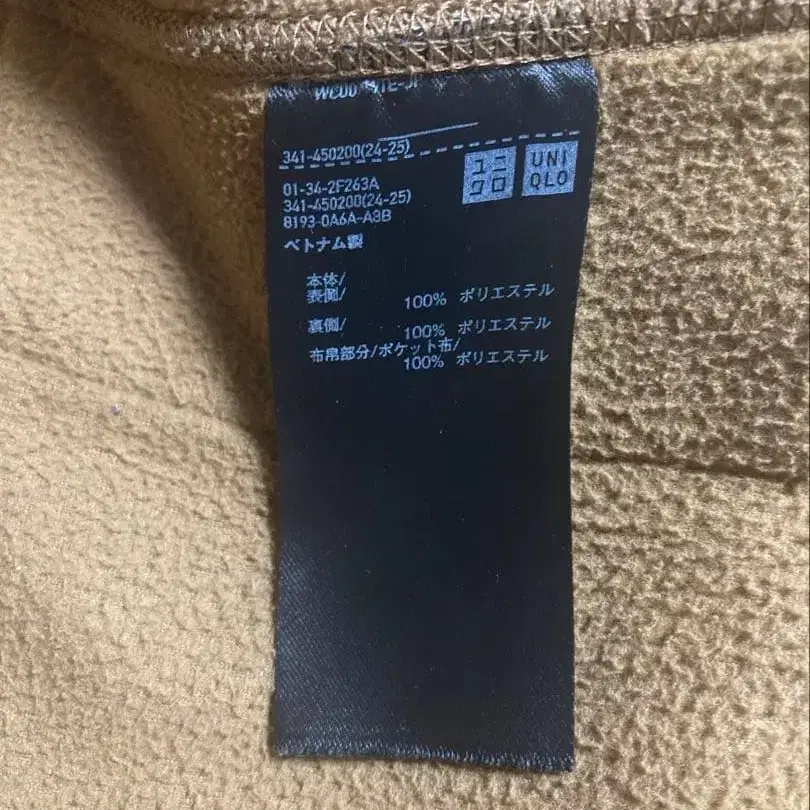 341-450200(24-25)
ユニ
クロ
UNI
QLO
01-34-2F263A
341-450200(24-25)
8193-0A6A-A8B
ベトナム製
本体/
表側/ 100% ポリエステル
裏側/ 100% ポリエステル
布帛部分/ポケット布/
100% ポリエステル